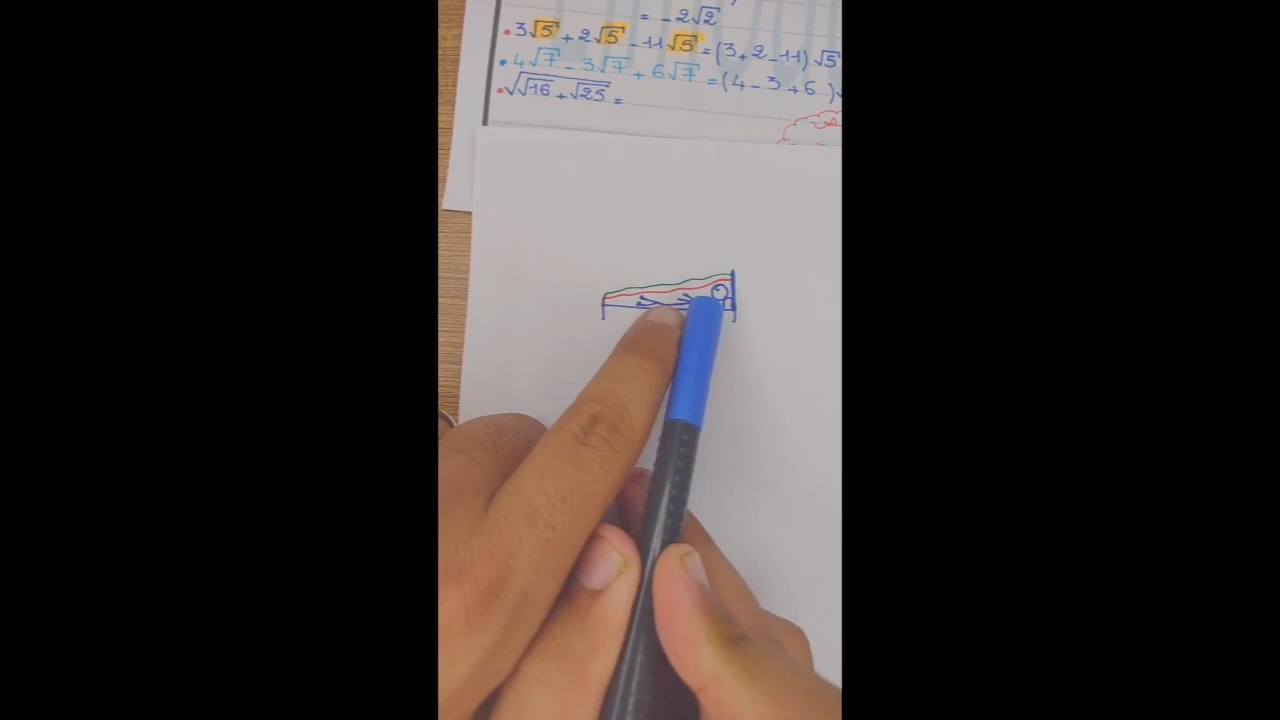 = -2√2
• 3√5 + 2√5 - 11√5 = (3+2-11)√5
• 4√7 - 3√7 + 6√7 = (4-3+6)√
• √(√16 + √25) =